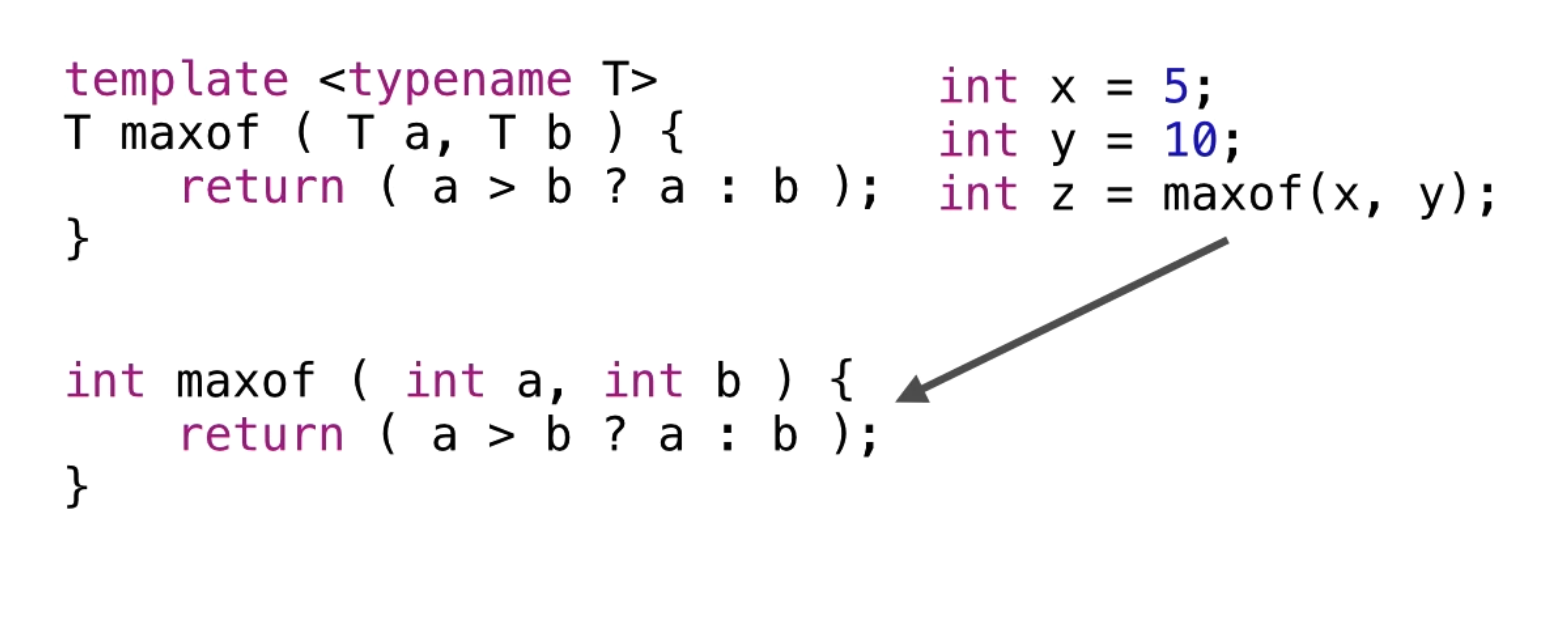 template <typename T>
T maxof ( T a, T b ) {
    return ( a > b ? a : b );
}
int x = 5;
int y = 10;
int z = maxof(x, y);
int maxof ( int a, int b ) {
    return ( a > b ? a : b );
}